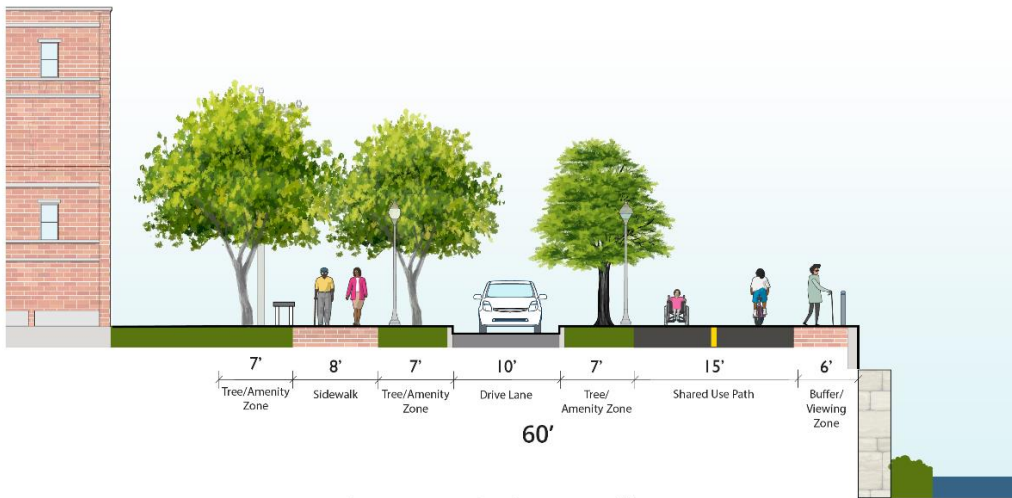 7’ 8’ 7’ 10’ 7’ 15’ 6’
Tree/Amenity
Zone
Sidewalk
Tree/Amenity
Zone
Drive Lane
Tree/
Amenity Zone
Shared Use Path
Buffer/
Viewing
Zone
60’